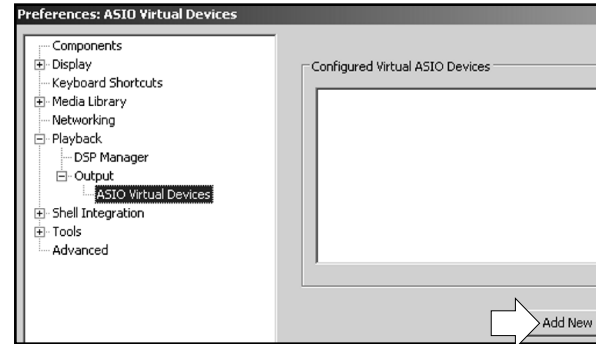 Preferences: ASIO Virtual Devices
Components
Display
Keyboard Shortcuts
Media Library
Networking
Playback
DSP Manager
Output
ASIO Virtual Devices
Shell Integration
Tools
Advanced
Configured Virtual ASIO Devices
Add New